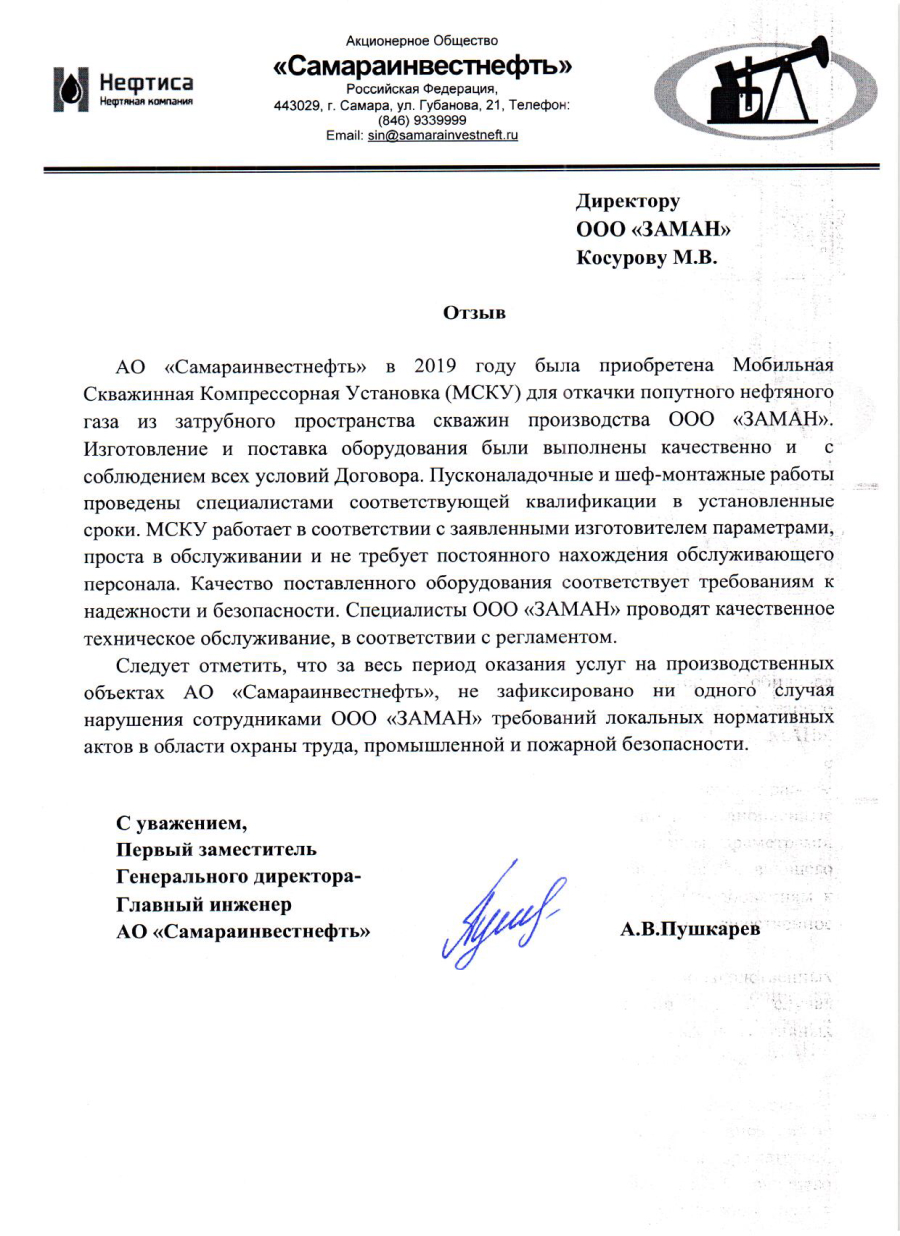 Нефтиса
Нефтяная компания
Акционерное Общество
«Самараинвестнефть»
Российская Федерация,
443029, г. Самара, ул. Губанова, 21, Телефон:
(846) 9339999
Email: sin@samarainvestneft.ru
Директору
ООО «ЗАМАН»
Косурову М.В.
Отзыв
АО «Самараинвестнефть» в 2019 году была приобретена Мобильная
Скважинная Компрессорная Установка (МСКУ) для откачки попутного нефтяного
газа из затрубного пространства скважин производства ООО «ЗАМАН».
Изготовление и поставка оборудования были выполнены качественно и с
соблюдением всех условий Договора. Пусконаладочные и шеф-монтажные работы
проведены специалистами соответствующей квалификации в установленные
сроки. МСКУ работает в соответствии с заявленными изготовителем параметрами,
проста в обслуживании и не требует постоянного нахождения обслуживающего
персонала. Качество поставленного оборудования соответствует требованиям к
надежности и безопасности. Специалисты ООО «ЗАМАН» проводят качественное
техническое обслуживание, в соответствии с регламентом.
Следует отметить, что за весь период оказания услуг на производственных
объектах АО «Самараинвестнефть», не зафиксировано ни одного случая
нарушения сотрудниками ООО «ЗАМАН» требований локальных нормативных
актов в области охраны труда, промышленной и пожарной безопасности.
С уважением,
Первый заместитель
Генерального директора-
Главный инженер
АО «Самараинвестнефть»
А.В.Пушкарев